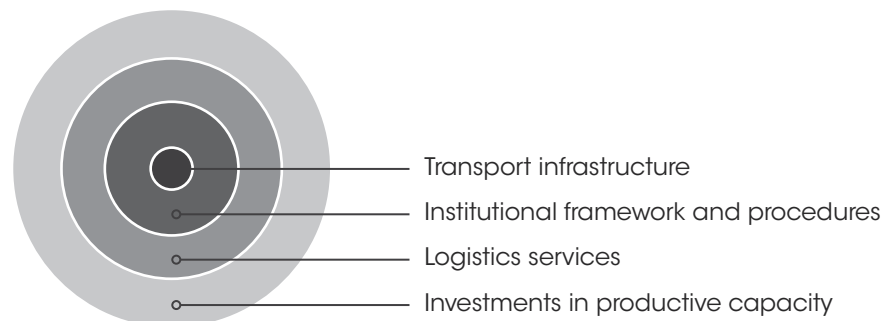 Transport infrastructure
Institutional framework and procedures
Logistics services
Investments in productive capacity